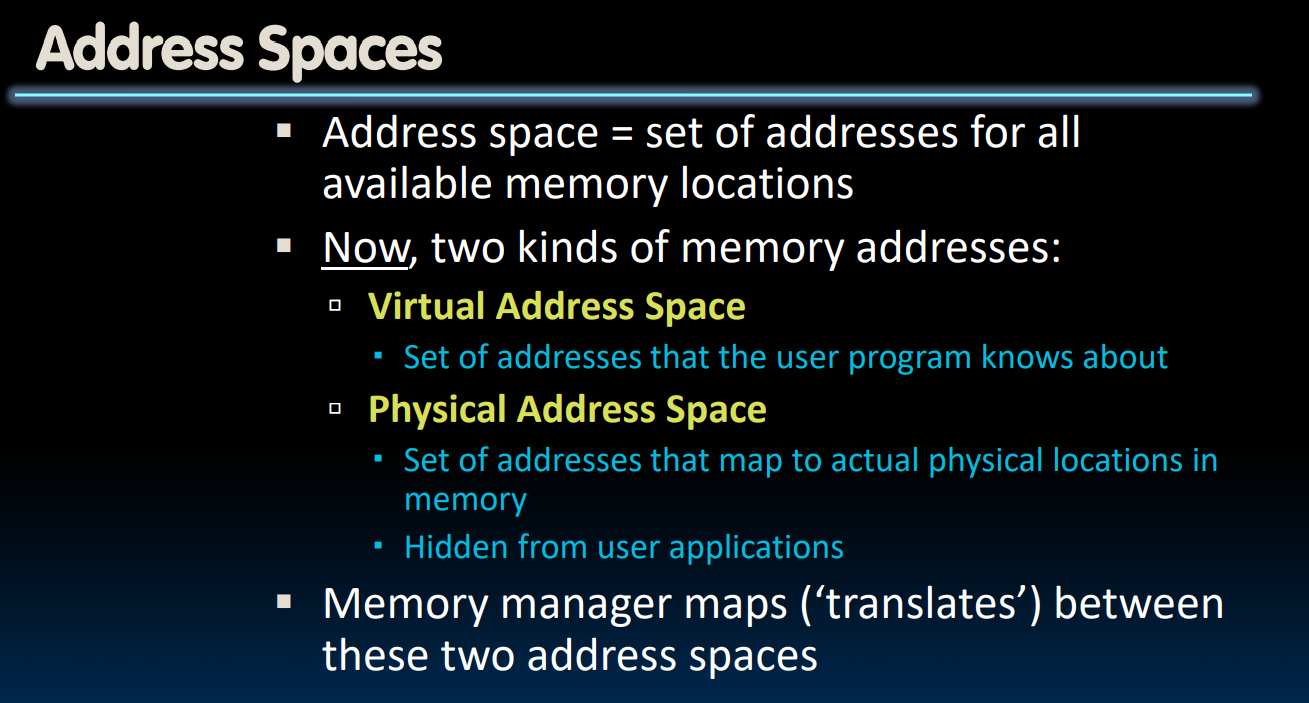 Address Spaces
Address space = set of addresses for all
available memory locations
Now, two kinds of memory addresses:
Virtual Address Space
Set of addresses that the user program knows about
Physical Address Space
Set of addresses that map to actual physical locations in
memory
Hidden from user applications
Memory manager maps (‘translates’) between
these two address spaces